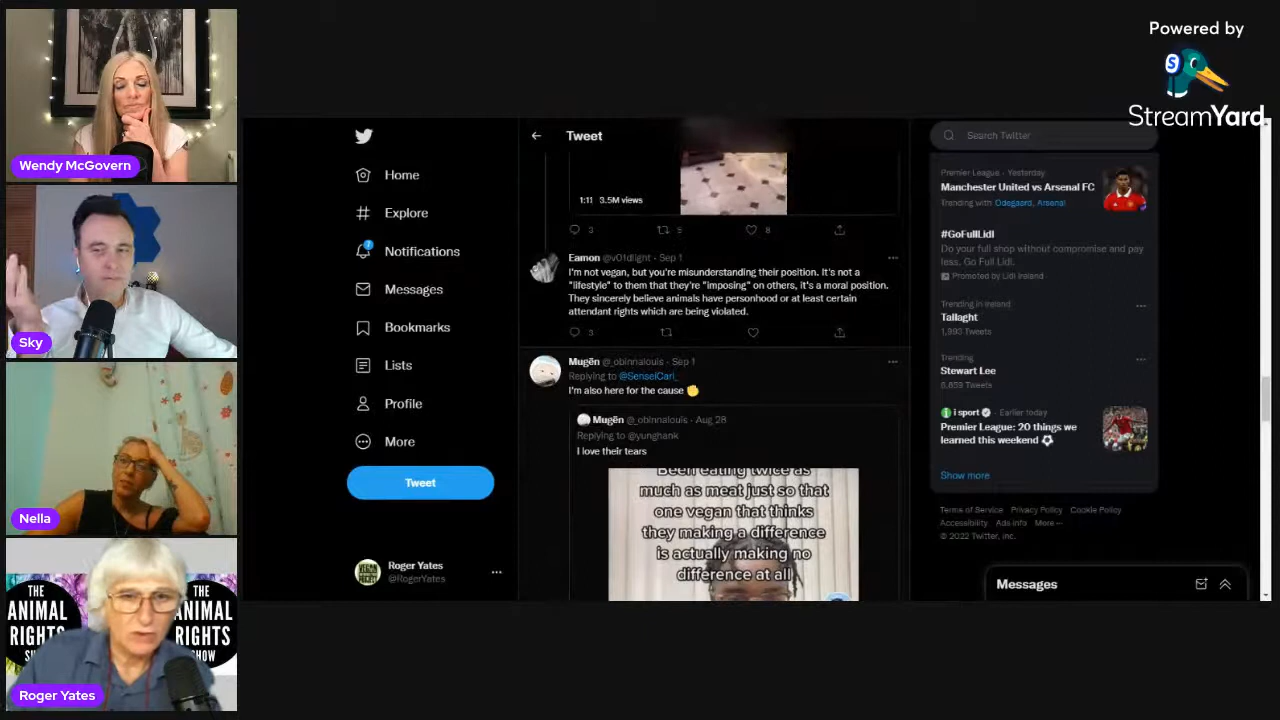 Powered by
S
StreamYard
Wendy McGovern
Sky
Nella
THE
ANIMAL
RIGHTS
THE
ANIMAL
RIGHTS
SHOW
Roger Yates
Home
Explore
Notifications
Messages
Bookmarks
Lists
Profile
More
Tweet
Roger Yates
@RogerYates
Tweet
1:11 3.5M views
3 5 8
Eamon @v01dlight · Sep 1
I'm not vegan, but you're misunderstanding their position. It's not a
"lifestyle" to them that they're "imposing" on others, it's a moral position.
They sincerely believe animals have personhood or at least certain
attendant rights which are being violated.
3
Mugēn @_obinnalouis · Sep 1
Replying to @SenseiCarl_
I'm also here for the cause ✊
Mugēn @_obinnalouis · Aug 28
Replying to @yunghank
I love their tears
Been eating twice as
much as meat just so that
one vegan that thinks
they making a difference
is actually making no
difference at all
Search Twitter
Premier League · Yesterday
Manchester United vs Arsenal FC
Trending with Odegaard, Arsenal
#GoFullLidl
Do your full shop without compromise and pay
less. Go Full Lidl.
Promoted by Lidl Ireland
Trending in Ireland
Tallaght
1,993 Tweets
Trending
Stewart Lee
6,659 Tweets
i sport · Earlier today
Premier League: 20 things we
learned this weekend ⚽
Show more
Terms of Service Privacy Policy Cookie Policy
Accessibility Ads info More ···
© 2022 Twitter, Inc.
Messages